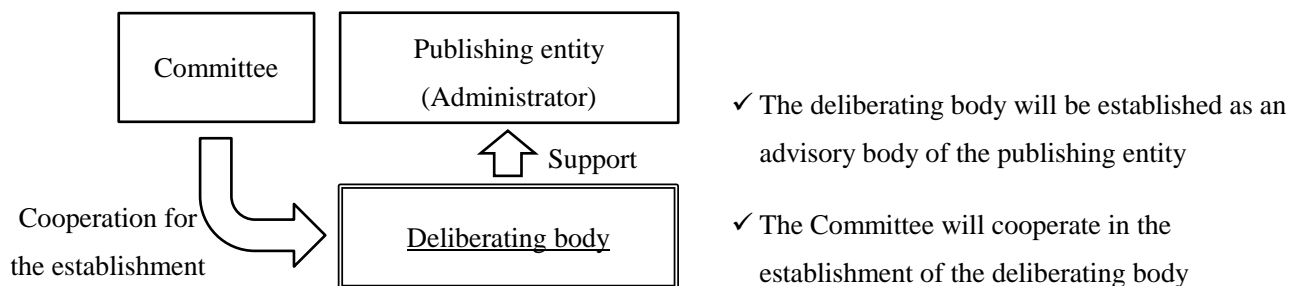 Committee
Publishing entity
(Administrator)
Support
Cooperation for
the establishment
Deliberating body
✓ The deliberating body will be established as an
advisory body of the publishing entity
✓ The Committee will cooperate in the
establishment of the deliberating body